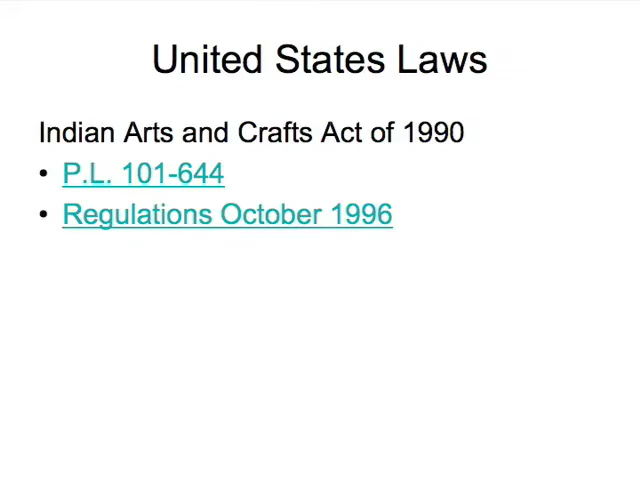 United States Laws
Indian Arts and Crafts Act of 1990
• P.L. 101-644
• Regulations October 1996